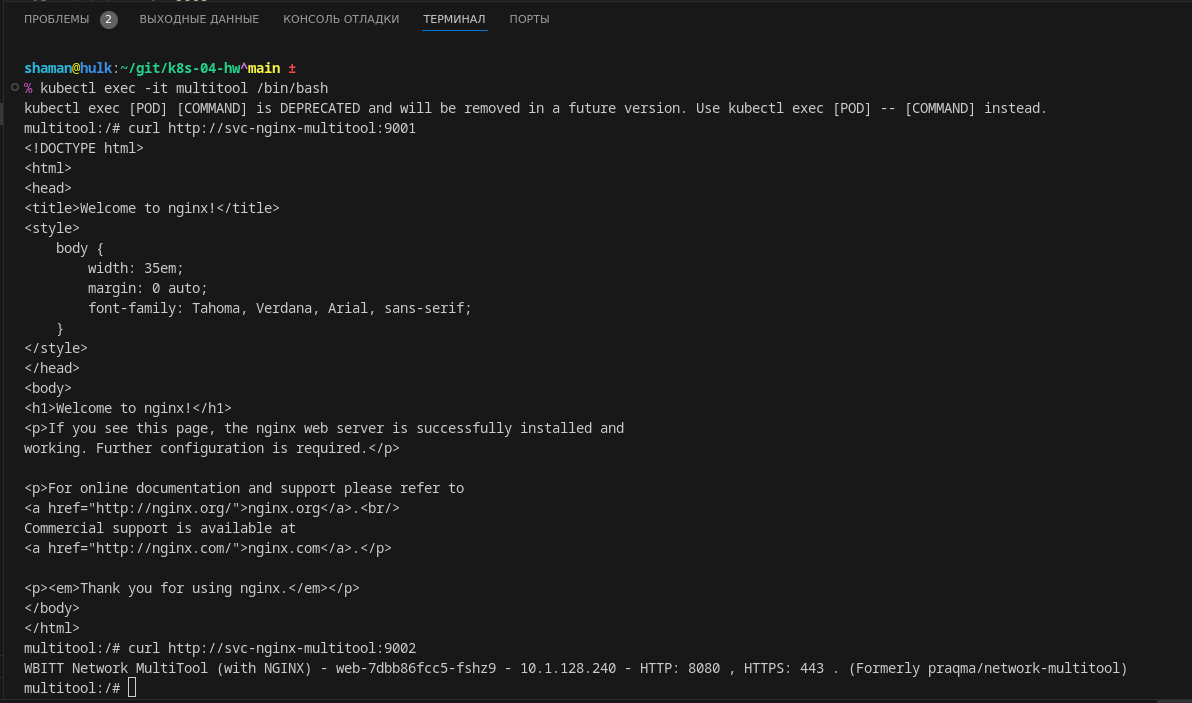 ПРОБЛЕМЫ 2 ВЫХОДНЫЕ ДАННЫЕ КОНСОЛЬ ОТЛАДКИ ТЕРМИНАЛ ПОРТЫ
shaman@hulk:~/git/k8s-04-hw^main ±
% kubectl exec -it multitool /bin/bash
kubectl exec [POD] [COMMAND] is DEPRECATED and will be removed in a future version. Use kubectl exec [POD] -- [COMMAND] instead.
multitool:/# curl http://svc-nginx-multitool:9001
<!DOCTYPE html>
<html>
<head>
<title>Welcome to nginx!</title>
<style>
    body {
        width: 35em;
        margin: 0 auto;
        font-family: Tahoma, Verdana, Arial, sans-serif;
    }
</style>
</head>
<body>
<h1>Welcome to nginx!</h1>
<p>If you see this page, the nginx web server is successfully installed and
working. Further configuration is required.</p>

<p>For online documentation and support please refer to
<a href="http://nginx.org/">nginx.org</a>.<br/>
Commercial support is available at
<a href="http://nginx.com/">nginx.com</a>.</p>

<p><em>Thank you for using nginx.</em></p>
</body>
</html>
multitool:/# curl http://svc-nginx-multitool:9002
WBITT Network MultiTool (with NGINX) - web-7dbb86fcc5-fshz9 - 10.1.128.240 - HTTP: 8080 , HTTPS: 443 . (Formerly praqma/network-multitool)
multitool:/#